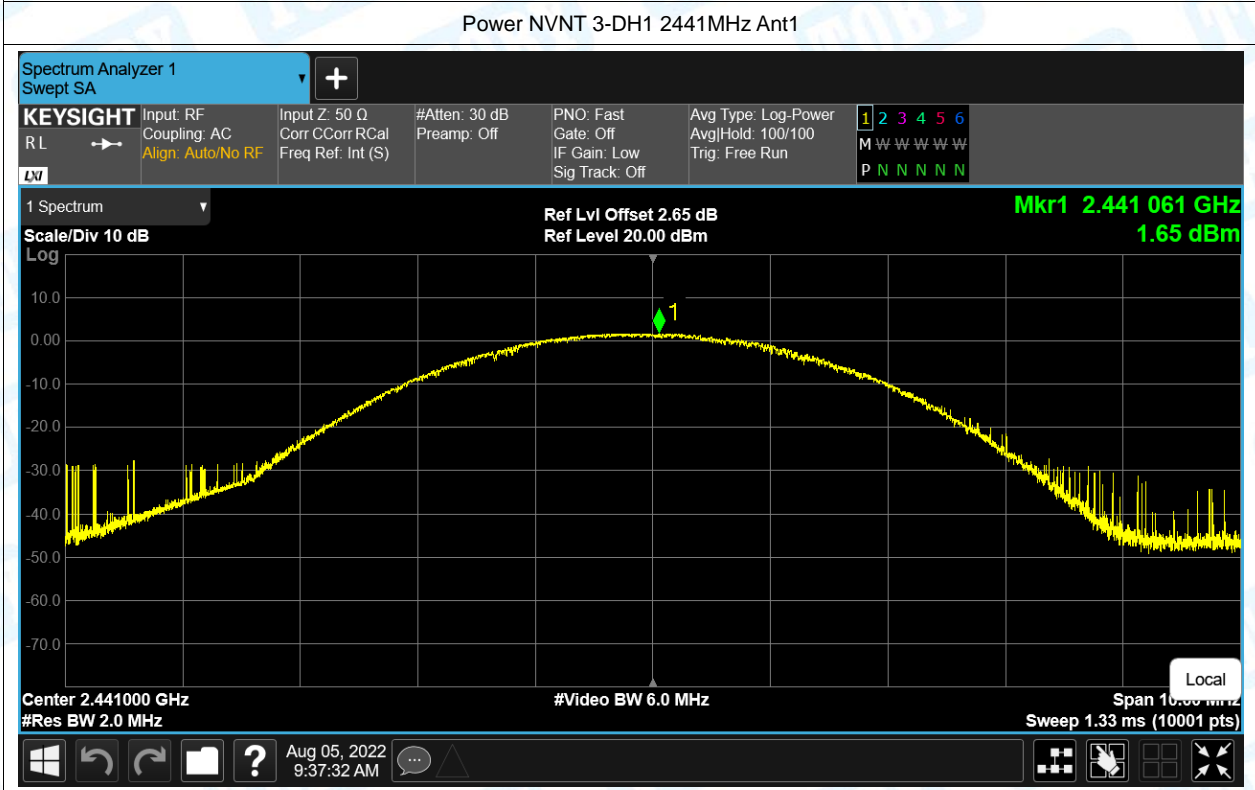 Power NVNT 3-DH1 2441MHz Ant1
Spectrum Analyzer 1
Swept SA
KEYSIGHT Input: RF Input Z: 50 Ω #Atten: 30 dB PNO: Fast Avg Type: Log-Power 1 2 3 4 5 6
R L Coupling: AC Corr CCorr RCal Preamp: Off Gate: Off Avg|Hold: 100/100 M W W W W W
Align: Auto/No RF Freq Ref: Int (S) IF Gain: Low Trig: Free Run
LXI Sig Track: Off P N N N N N
1 Spectrum
Ref Lvl Offset 2.65 dB
Mkr1 2.441 061 GHz
Scale/Div 10 dB Ref Level 20.00 dBm 1.65 dBm
Log
10.0
1
0.00
-10.0
-20.0
-30.0
-40.0
-50.0
-60.0
-70.0
Local
Center 2.441000 GHz #Video BW 6.0 MHz Span 10.00 MHz
#Res BW 2.0 MHz Sweep 1.33 ms (10001 pts)
? Aug 05, 2022
9:37:32 AM